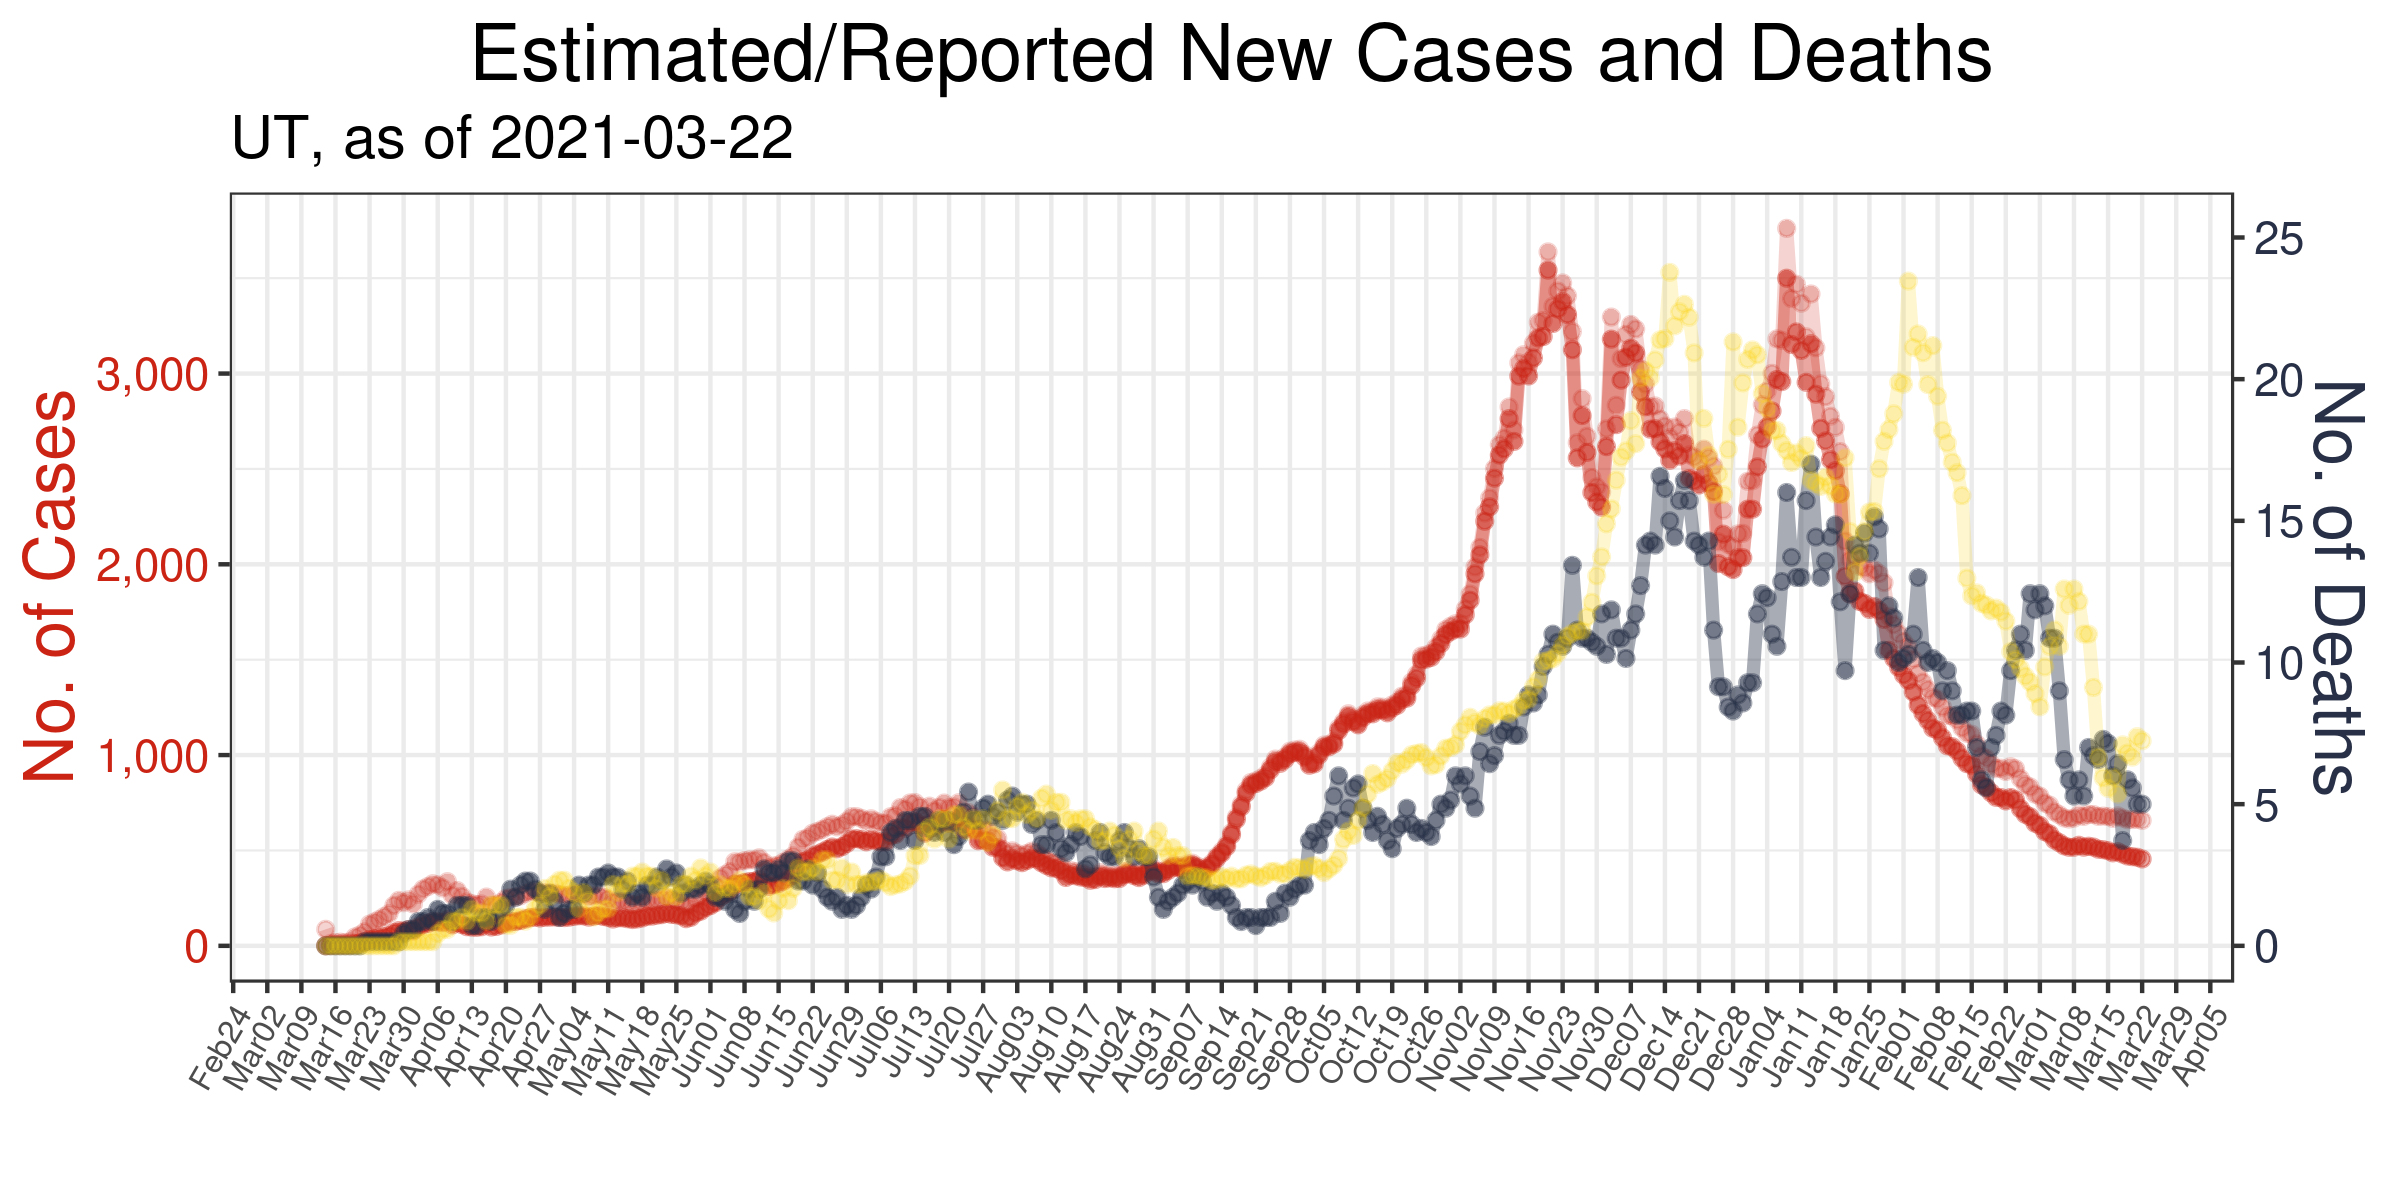 Estimated/Reported New Cases and Deaths
UT, as of 2021-03-22
No. of Cases
3,000
2,000
1,000
0
25
20
15
10
5
0
No. of Deaths
Feb24
Mar02
Mar09
Mar16
Mar23
Mar30
Apr06
Apr13
Apr20
Apr27
May04
May11
May18
May25
Jun01
Jun08
Jun15
Jun22
Jun29
Jul06
Jul13
Jul20
Jul27
Aug03
Aug10
Aug17
Aug24
Aug31
Sep07
Sep14
Sep21
Sep28
Oct05
Oct12
Oct19
Oct26
Nov02
Nov09
Nov16
Nov23
Nov30
Dec07
Dec14
Dec21
Dec28
Jan04
Jan11
Jan18
Jan25
Feb01
Feb08
Feb15
Feb22
Mar01
Mar08
Mar15
Mar22
Mar29
Apr05